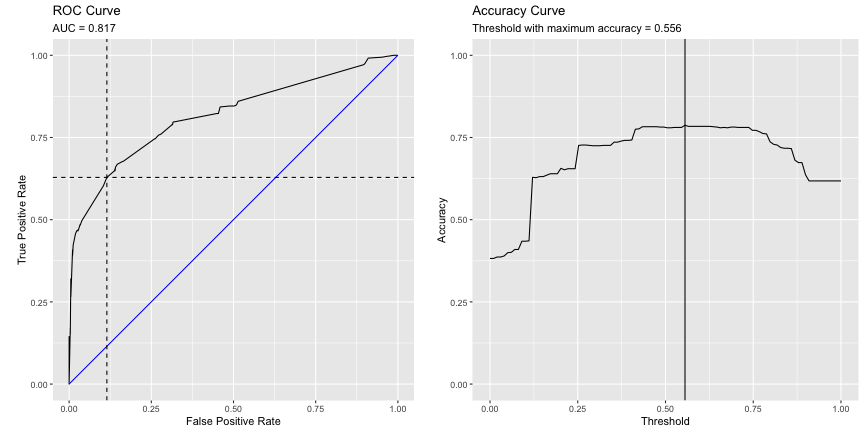 ROC Curve
AUC = 0.817
1.00
0.75
0.50
0.25
0.00
True Positive Rate
0.00 0.25 0.50 0.75 1.00
False Positive Rate
Accuracy Curve
Threshold with maximum accuracy = 0.556
1.00
0.75
0.50
0.25
0.00
Accuracy
0.00 0.25 0.50 0.75 1.00
Threshold